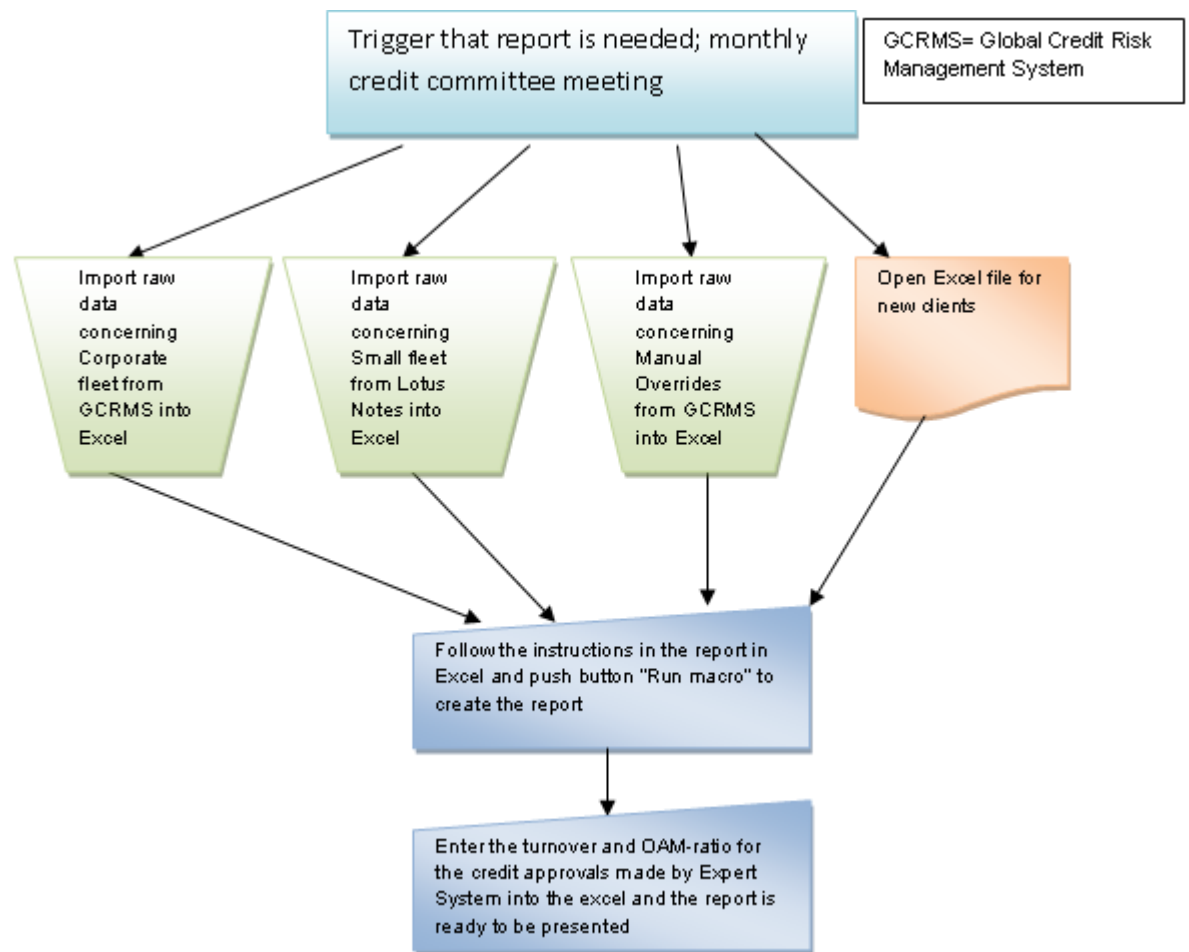 Trigger that report is needed; monthly
credit committee meeting
GCRMS= Global Credit Risk
Management System
Import raw
data
concerning
Corporate
fleet from
GCRMS into
Excel
Import raw
data
concerning
Small fleet
from Lotus
Notes into
Excel
Import raw
data
concerning
Manual
Overrides
from GCRMS
into Excel
Open Excel file for
new clients
Follow the instructions in the report in
Excel and push button "Run macro" to
create the report
Enter the turnover and OAM-ratio for
the credit approvals made by Expert
System into the excel and the report is
ready to be presented